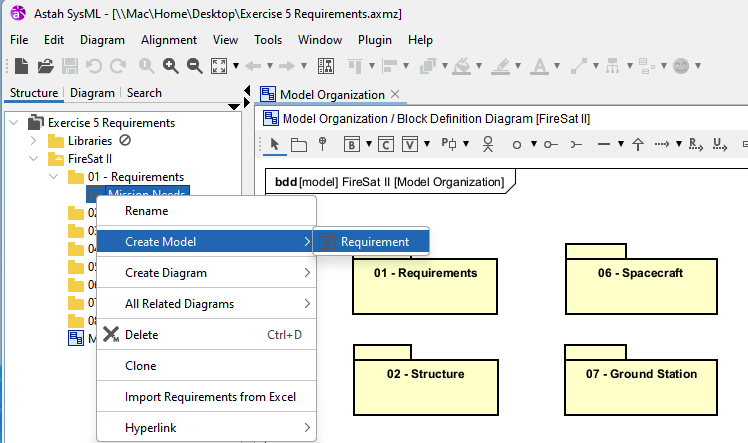 Astah SysML - [\\Mac\Home\Desktop\Exercise 5 Requirements.axmz]
File Edit Diagram Alignment View Tools Window Plugin Help
Structure Diagram Search
Model Organization
Exercise 5 Requirements
Model Organization / Block Definition Diagram [FireSat II]
Libraries
FireSat II
B C V P R U
01 - Requirements
bdd [model] FireSat II [Model Organization]
Mission Needs
02
Rename
03
04
Create Model
Requirement
05
Create Diagram
01 - Requirements
06 - Spacecraft
06
07
All Related Diagrams
08
Delete Ctrl+D
M
Clone
02 - Structure
07 - Ground Station
Import Requirements from Excel
Hyperlink